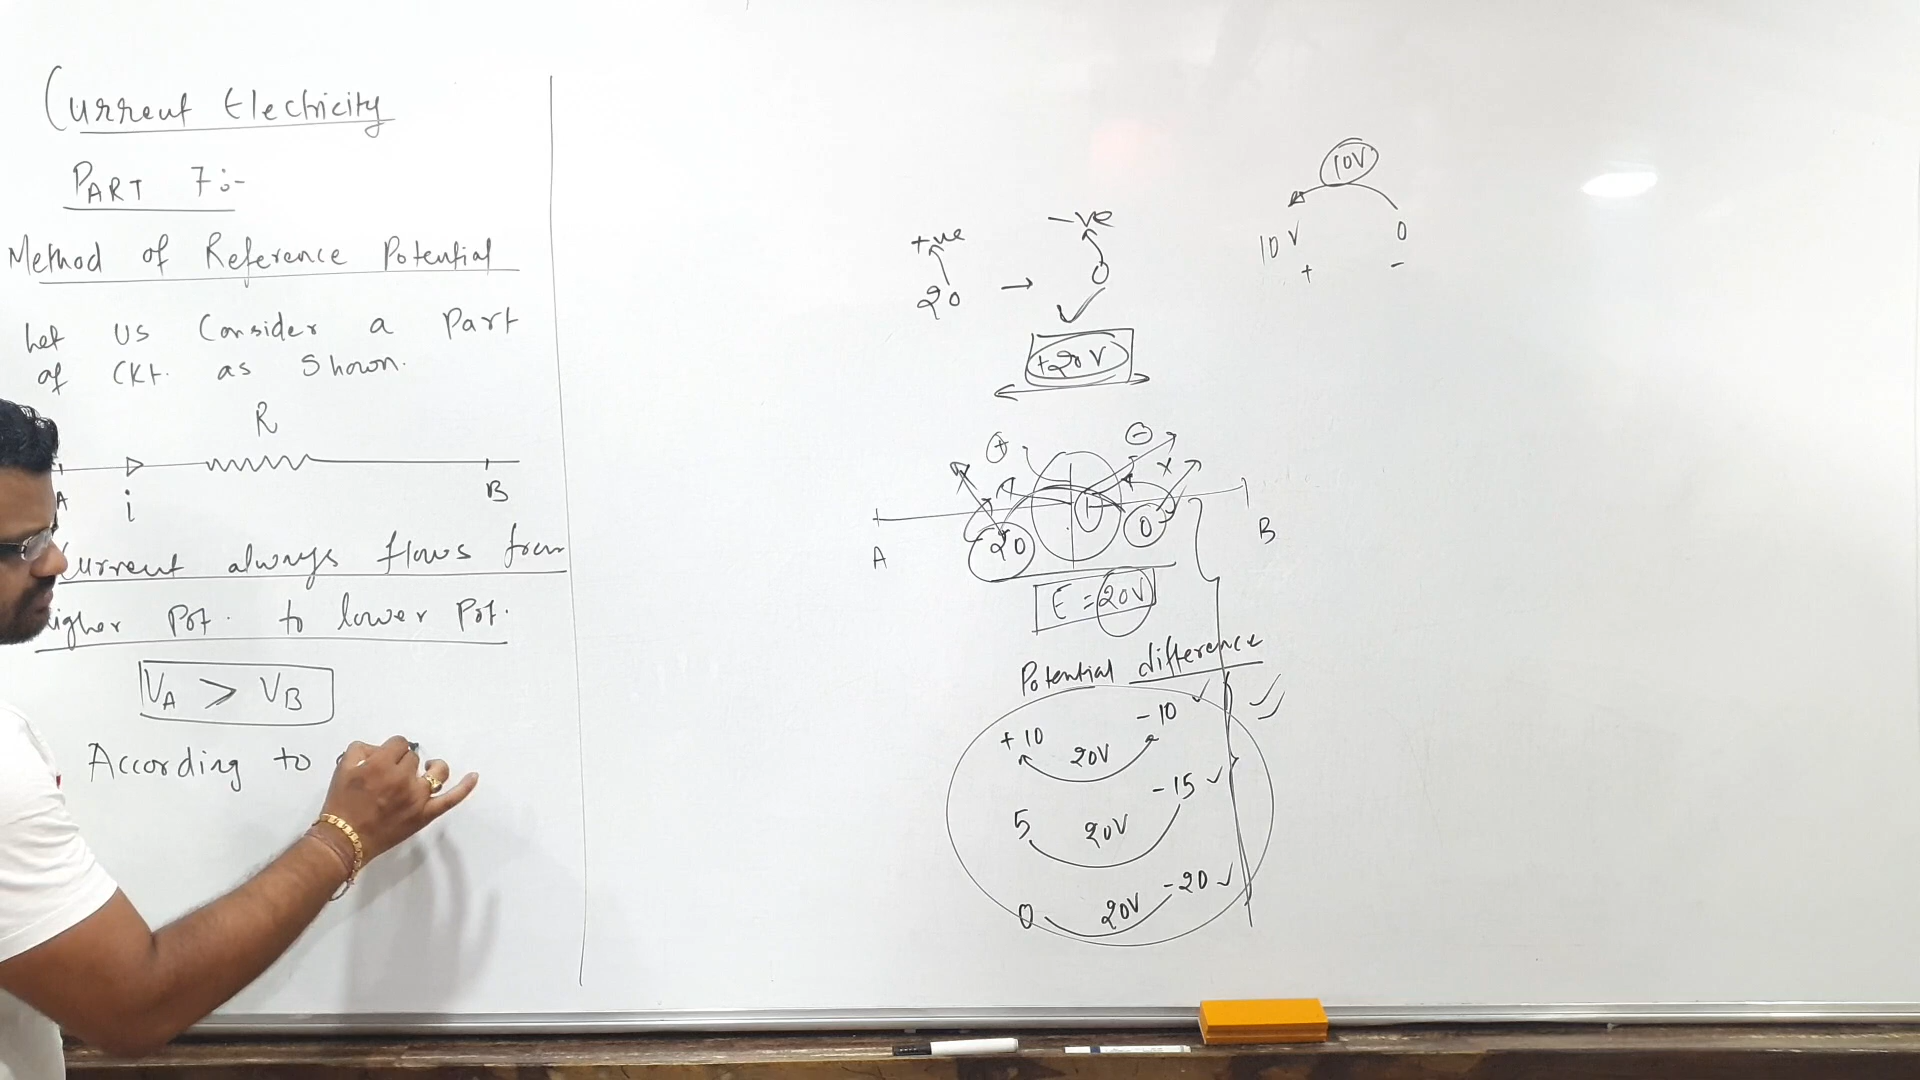 Current Electricity
PART 7:-
Method of Reference Potential
Let us Consider a Part
of CKt. as Shown.
R
A i B
Current always flows from
igher Pot. to lower Pot.
VA > VB
According to
10V
10 V 0
+ -
+ve -ve
20 → 0
+20 V
+ -
A 20 0 B
E = 20V
Potential difference
+10 20V -10
5 20V -15
0 20V -20